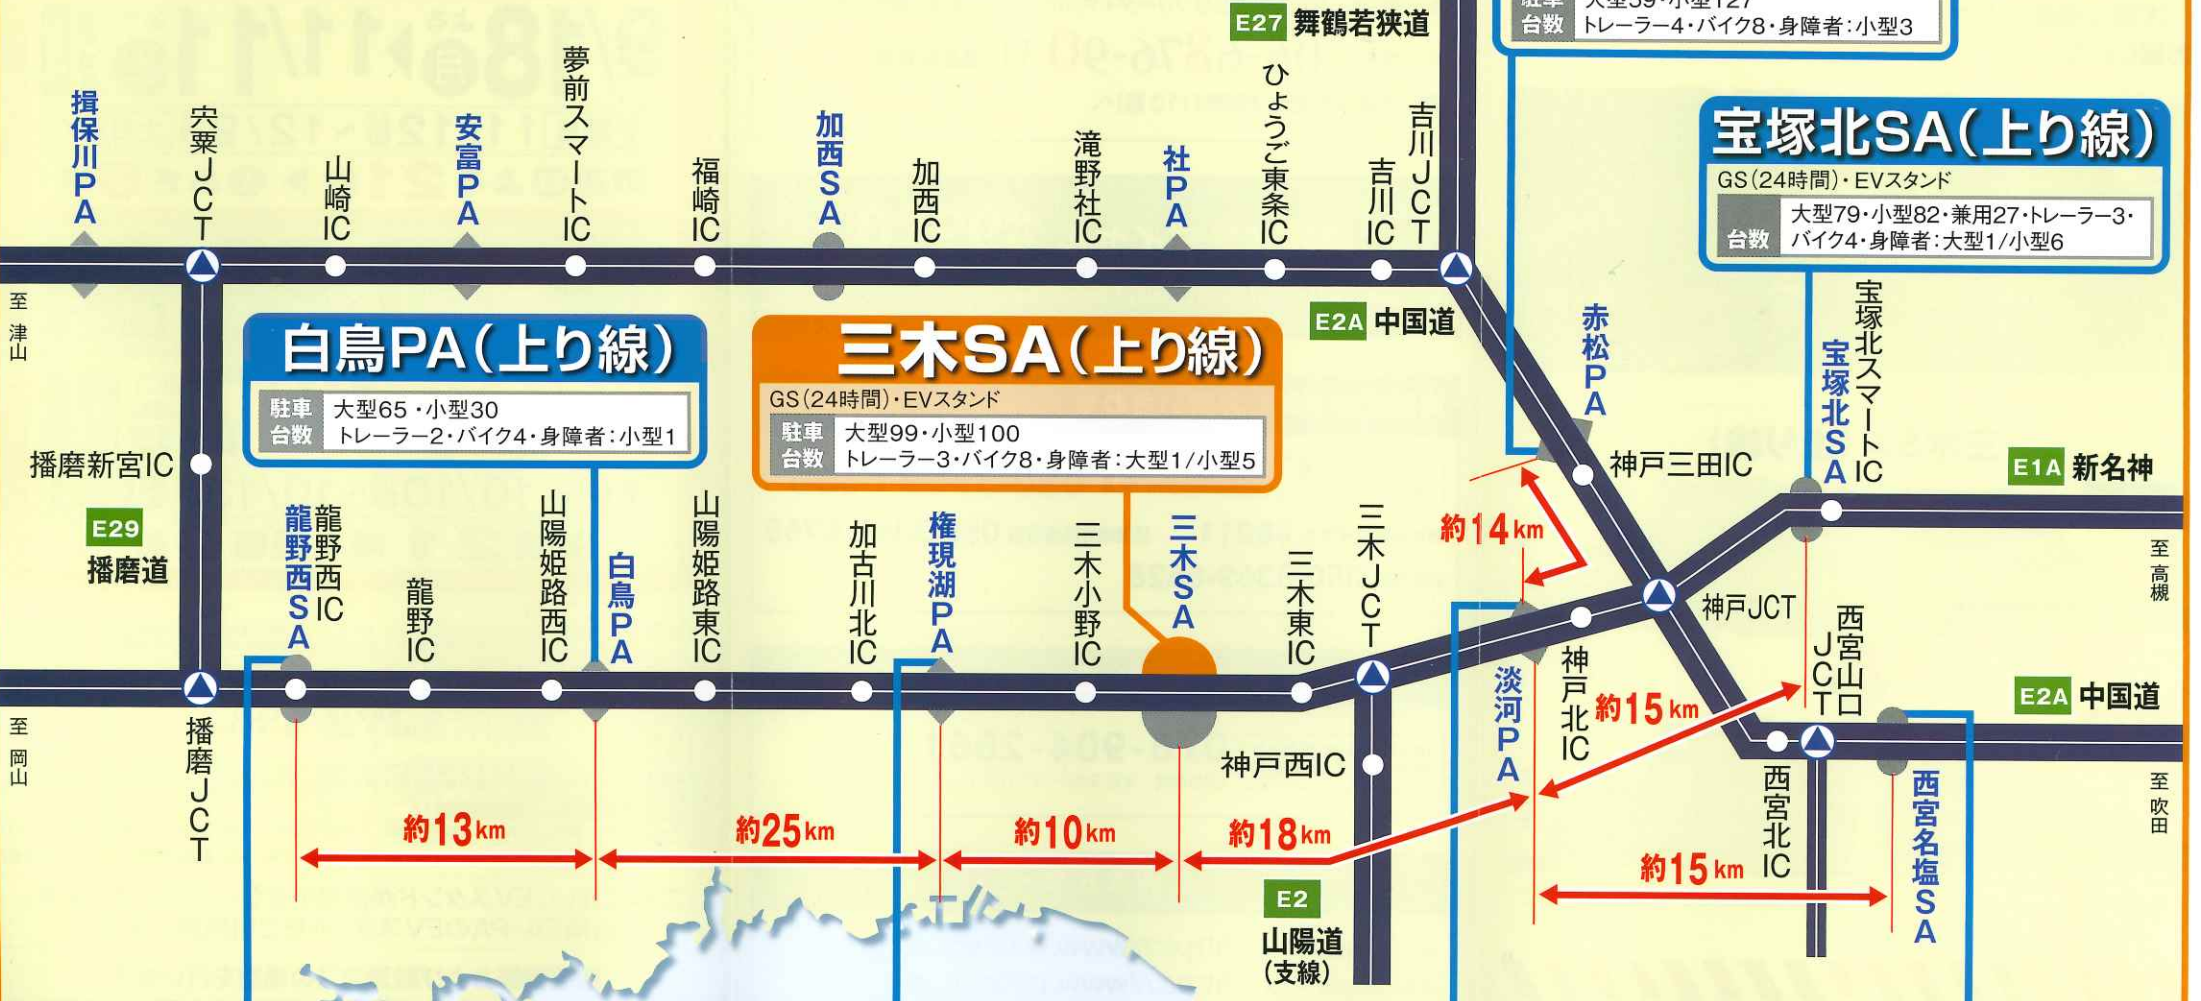 E27 舞鶴若狭道
台数 トレーラー4・バイク8・身障者:小型3
揖保川PA
宍粟JCT
山崎IC
安富PA
夢前スマートIC
福崎IC
加西SA
加西IC
滝野社IC
社PA
ひょうご東条IC
吉川IC
吉川JCT
宝塚北SA(上り線)
GS(24時間)・EVスタンド
台数
大型79・小型82・兼用27・トレーラー3・
バイク4・身障者:大型1/小型6
至 津山
E2A 中国道
白鳥PA(上り線)
駐車台数
大型65・小型30
トレーラー2・バイク4・身障者:小型1
三木SA(上り線)
GS(24時間)・EVスタンド
駐車台数
大型99・小型100
トレーラー3・バイク8・身障者:大型1/小型5
赤松PA
宝塚北SA
宝塚北スマートIC
播磨新宮IC
神戸三田IC
E1A 新名神
E29
播磨道
龍野西SA
龍野西IC
龍野IC
山陽姫路西IC
白鳥PA
山陽姫路東IC
加古川北IC
権現湖PA
三木小野IC
三木SA
三木東IC
三木JCT
約14km
至 高槻
神戸JCT
西宮山口JCT
淡河PA
神戸北IC
約15km
E2A 中国道
至 岡山
播磨JCT
神戸西IC
西宮北IC
西宮名塩SA
至 吹田
約13km
約25km
約10km
約18km
約15km
E2
山陽道
(支線)